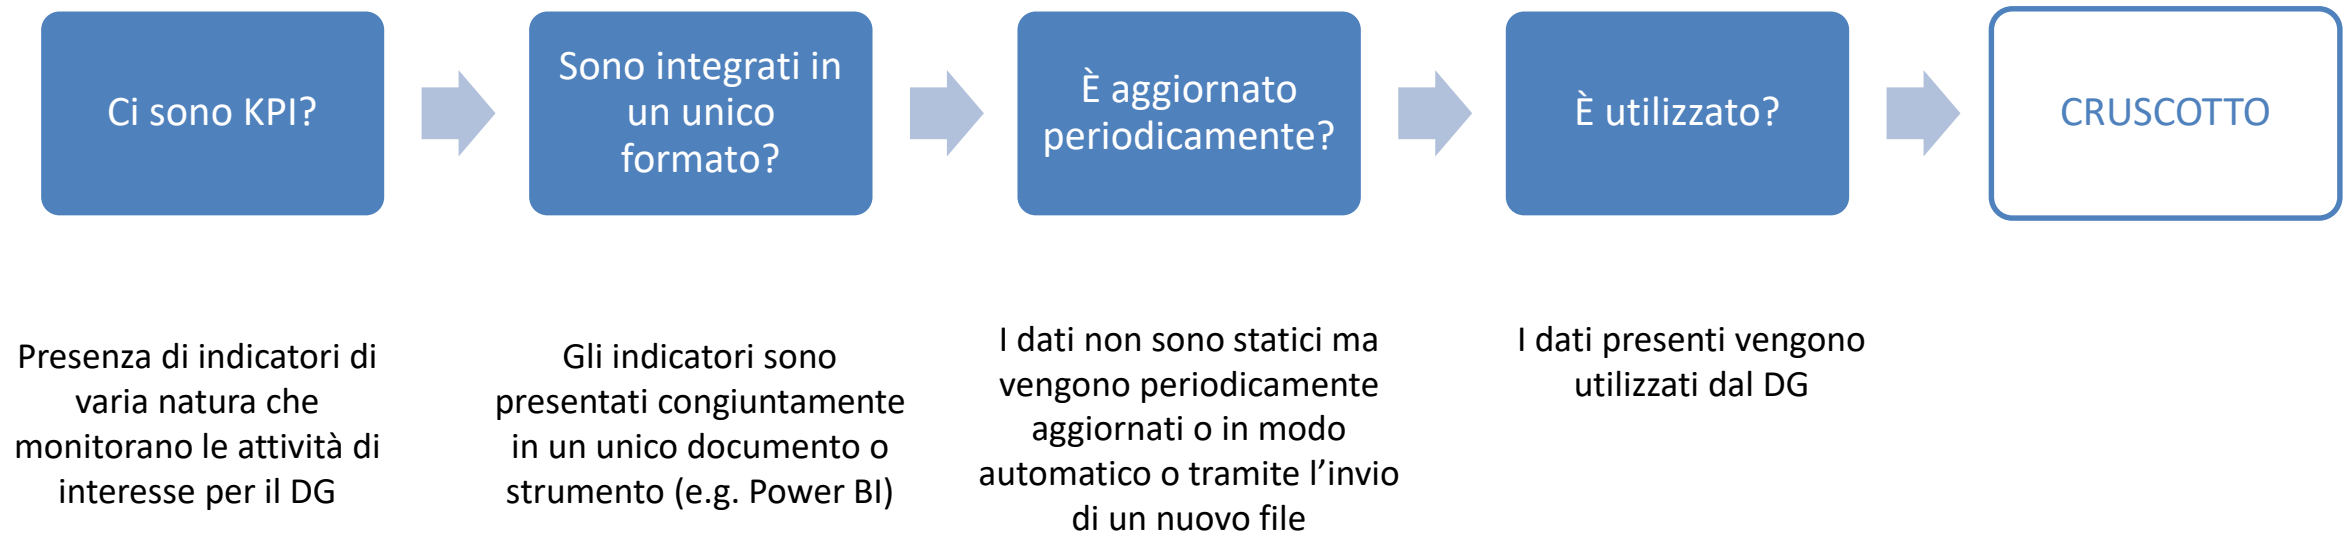 Ci sono KPI?
Sono integrati in
un unico
formato?
È aggiornato
periodicamente?
È utilizzato?
CRUSCOTTO
Presenza di indicatori di
varia natura che
monitorano le attività di
interesse per il DG
Gli indicatori sono
presentati congiuntamente
in un unico documento o
strumento (e.g. Power BI)
I dati non sono statici ma
vengono periodicamente
aggiornati o in modo
automatico o tramite l’invio
di un nuovo file
I dati presenti vengono
utilizzati dal DG